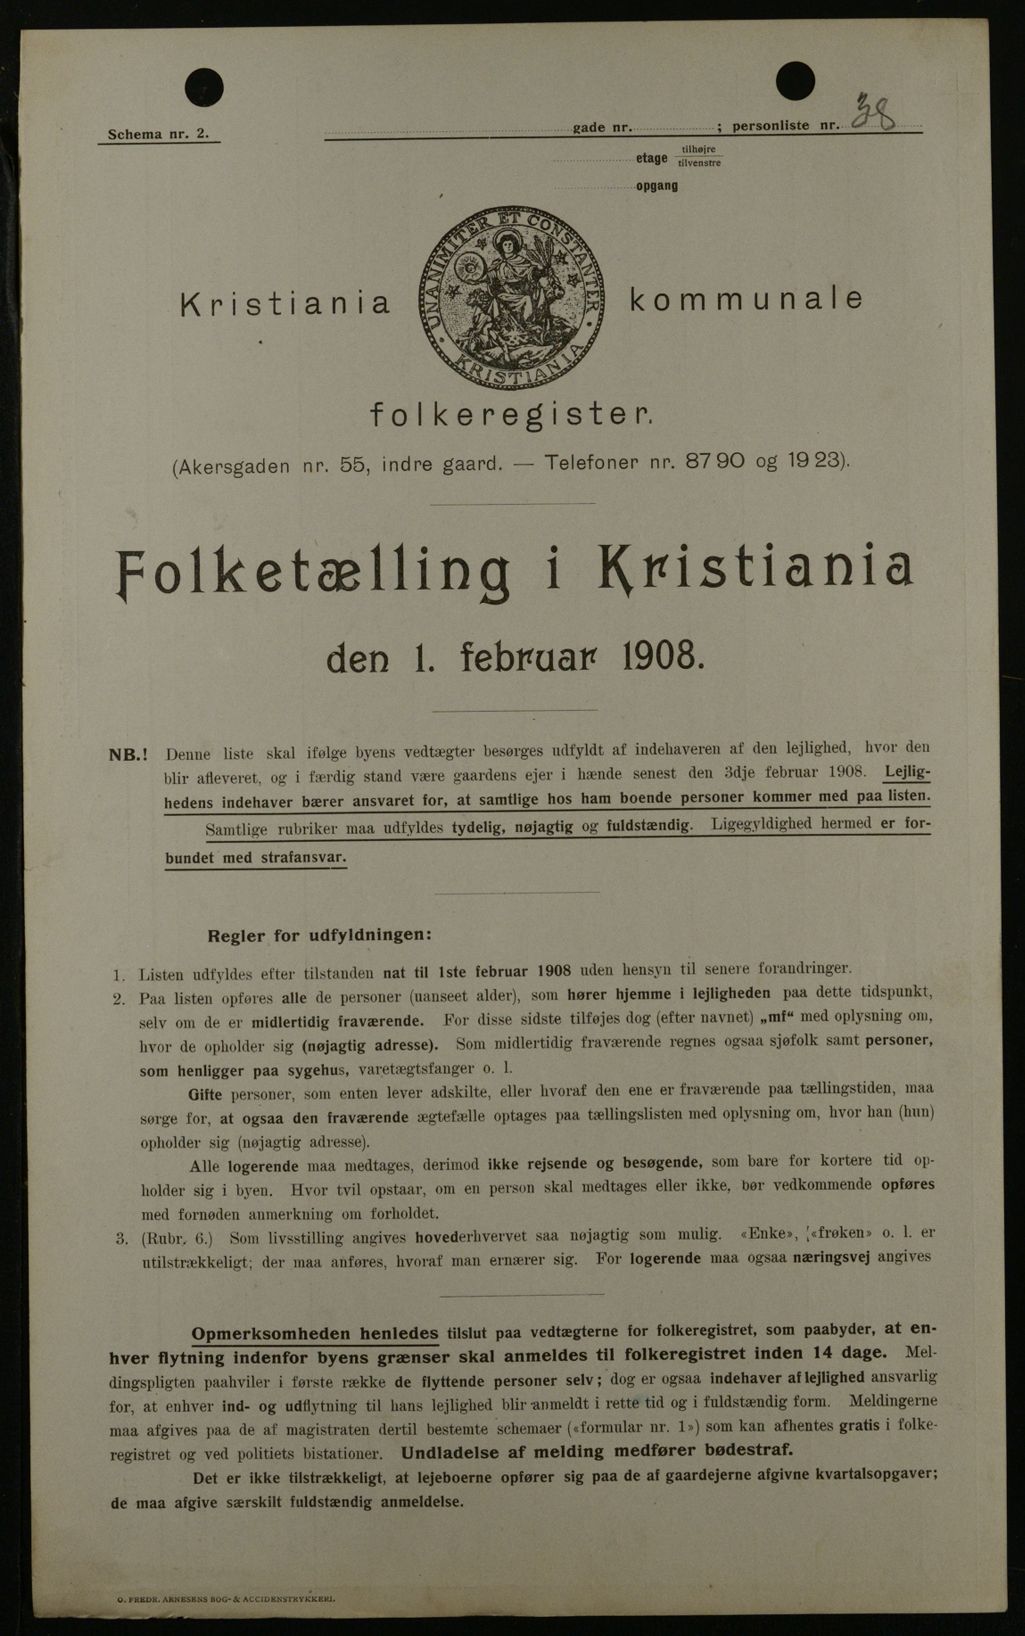 Schema nr. 2.
gade nr. ; personliste nr. 38
etage tilhøjre
tilvenstre
opgang
UNANIMITER ET CONSTANTER · KRISTIANIA ·
Kristiania kommunale
folkeregister.
(Akersgaden nr. 55, indre gaard. — Telefoner nr. 87 90 og 19 23).
Folketælling i Kristiania
den 1. februar 1908.
NB.! Denne liste skal ifølge byens vedtægter besørges udfyldt af indehaveren af den lejlighed, hvor den
blir afleveret, og i færdig stand være gaardens ejer i hænde senest den 3dje februar 1908. Lejlig-
hedens indehaver bærer ansvaret for, at samtlige hos ham boende personer kommer med paa listen.
Samtlige rubriker maa udfyldes tydelig, nøjagtig og fuldstændig. Ligegyldighed hermed er for-
bundet med strafansvar.
Regler for udfyldningen:
1. Listen udfyldes efter tilstanden nat til 1ste februar 1908 uden hensyn til senere forandringer.
2. Paa listen opføres alle de personer (uanseet alder), som hører hjemme i lejligheden paa dette tidspunkt,
selv om de er midlertidig fraværende. For disse sidste tilføjes dog (efter navnet) „mf“ med oplysning om,
hvor de opholder sig (nøjagtig adresse). Som midlertidig fraværende regnes ogsaa sjøfolk samt personer,
som henligger paa sygehus, varetægtsfanger o. l.
Gifte personer, som enten lever adskilte, eller hvoraf den ene er fraværende paa tællingstiden, maa
sørge for, at ogsaa den fraværende ægtefælle optages paa tællingslisten med oplysning om, hvor han (hun)
opholder sig (nøjagtig adresse).
Alle logerende maa medtages, derimod ikke rejsende og besøgende, som bare for kortere tid op-
holder sig i byen. Hvor tvil opstaar, om en person skal medtages eller ikke, bør vedkommende opføres
med fornøden anmerkning om forholdet.
3. (Rubr. 6.) Som livsstilling angives hovederhvervet saa nøjagtig som mulig. «Enke», «frøken» o. l. er
utilstrækkeligt; der maa anføres, hvoraf man ernærer sig. For logerende maa ogsaa næringsvej angives
Opmerksomheden henledes tilslut paa vedtægterne for folkeregistret, som paabyder, at en-
hver flytning indenfor byens grænser skal anmeldes til folkeregistret inden 14 dage. Mel-
dingspligten paahviler i første række de flyttende personer selv; dog er ogsaa indehaver af lejlighed ansvarlig
for, at enhver ind- og udflytning til hans lejlighed blir anmeldt i rette tid og i fuldstændig form. Meldingerne
maa afgives paa de af magistraten dertil bestemte schemaer («formular nr. 1») som kan afhentes gratis i folke-
registret og ved politiets bistationer. Undladelse af melding medfører bødestraf.
Det er ikke tilstrækkeligt, at lejeboerne opfører sig paa de af gaardejerne afgivne kvartalsopgaver;
de maa afgive særskilt fuldstændig anmeldelse.
O. FREDR. ARNESENS BOG- & ACCIDENSTRYKKERI.